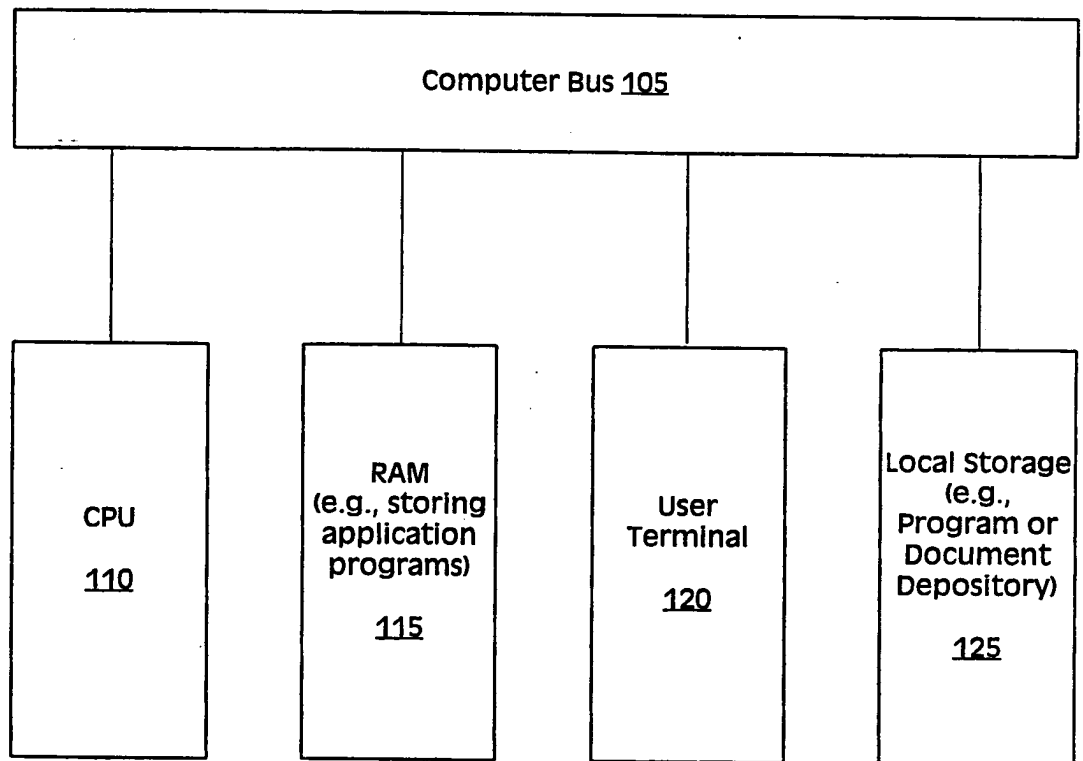 Computer Bus 105
CPU
110
RAM
(e.g., storing
application
programs)
115
User
Terminal
120
Local Storage
(e.g.,
Program or
Document
Depository)
125